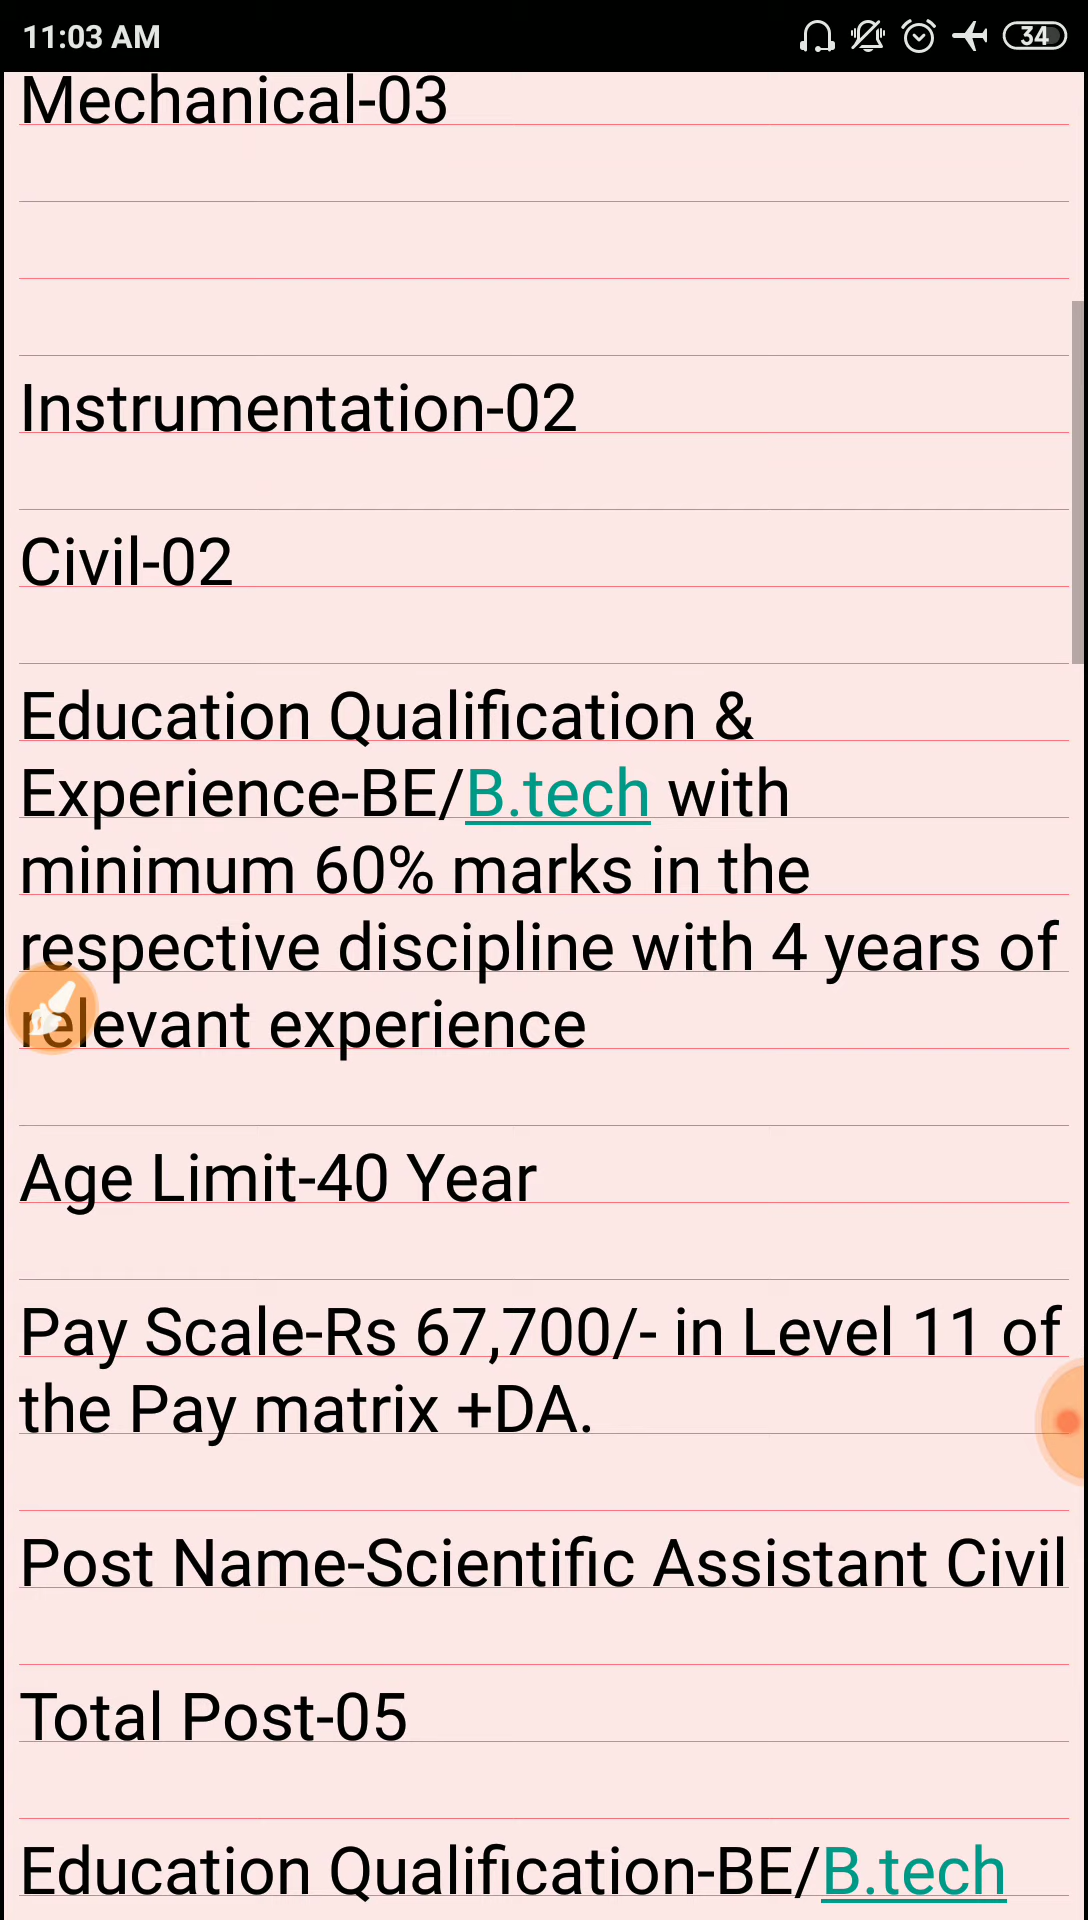 11:03 AM
34
Mechanical-03
Instrumentation-02
Civil-02
Education Qualification &
Experience-BE/B.tech with
minimum 60% marks in the
respective discipline with 4 years of
relevant experience
Age Limit-40 Year
Pay Scale-Rs 67,700/- in Level 11 of
the Pay matrix +DA.
Post Name-Scientific Assistant Civil
Total Post-05
Education Qualification-BE/B.tech